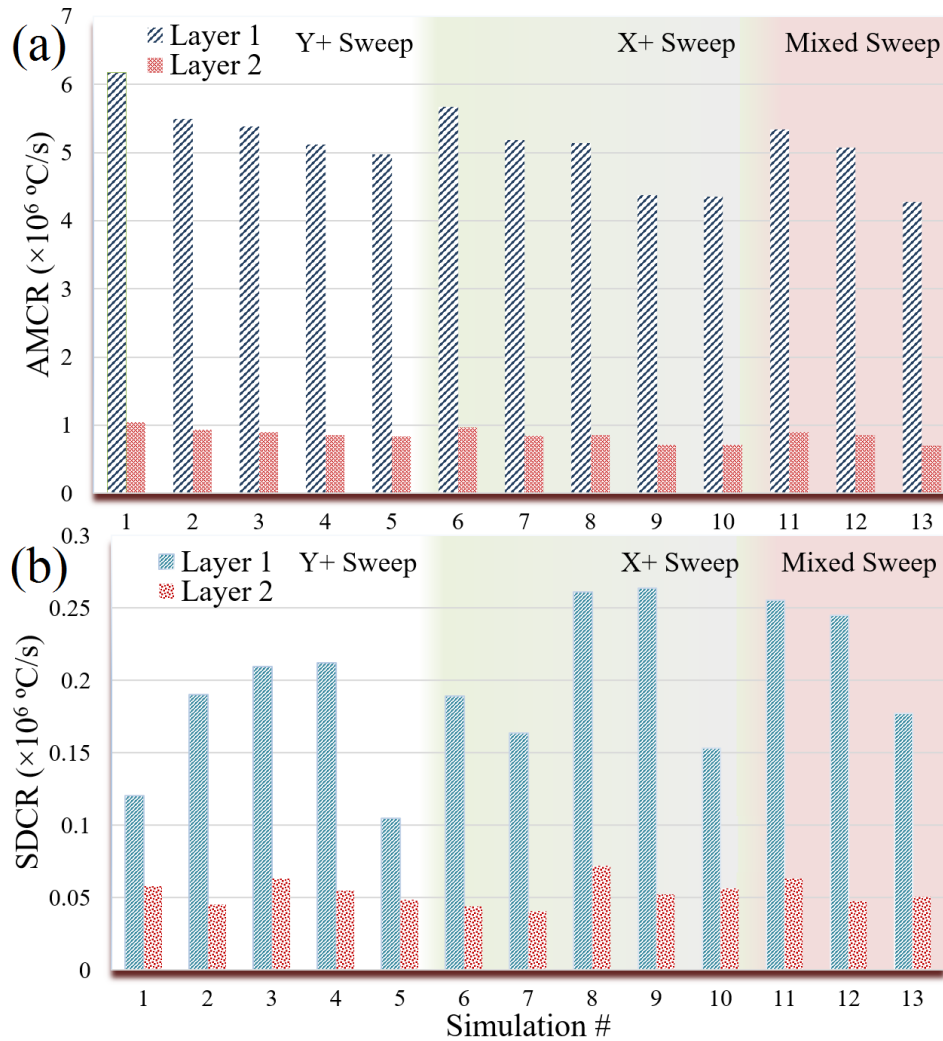 (a)
Layer 1
Layer 2
Y+ Sweep
X+ Sweep
Mixed Sweep
AMCR (×10⁶ ºC/s)
7
6
5
4
3
2
1
0
1 2 3 4 5 6 7 8 9 10 11 12 13
(b)
Layer 1
Layer 2
Y+ Sweep
X+ Sweep
Mixed Sweep
SDCR (×10⁶ ºC/s)
0.3
0.25
0.2
0.15
0.1
0.05
0
1 2 3 4 5 6 7 8 9 10 11 12 13
Simulation #